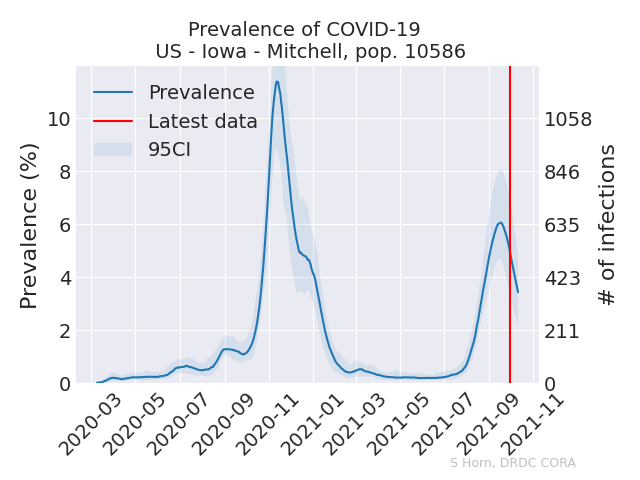 Prevalence of COVID-19
US - Iowa - Mitchell, pop. 10586
Prevalence
Latest data
95CI
Prevalence (%)
10
8
6
4
2
0
# of infections
1058
846
635
423
211
0
2020-03
2020-05
2020-07
2020-09
2020-11
2021-01
2021-03
2021-05
2021-07
2021-09
2021-11
S Horn, DRDC CORA